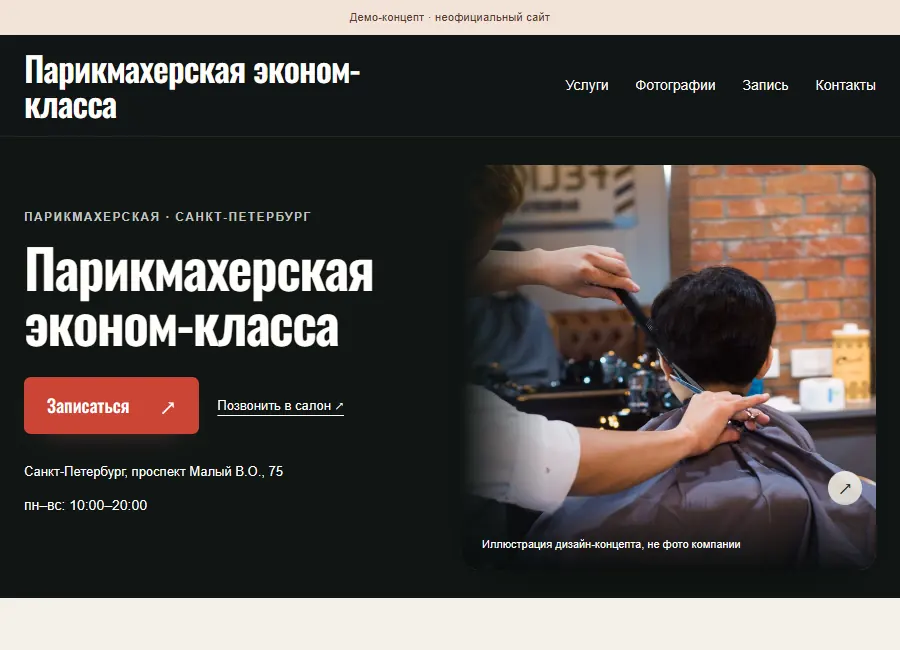 Демо-концепт · неофициальный сайт
Парикмахерская эконом-
класса
Услуги Фотографии Запись Контакты
ПАРИКМАХЕРСКАЯ · САНКТ-ПЕТЕРБУРГ
Парикмахерская
эконом-класса
Записаться ↗
Позвонить в салон ↗
Санкт-Петербург, проспект Малый В.О., 75
пн–вс: 10:00–20:00
↗
Иллюстрация дизайн-концепта, не фото компании